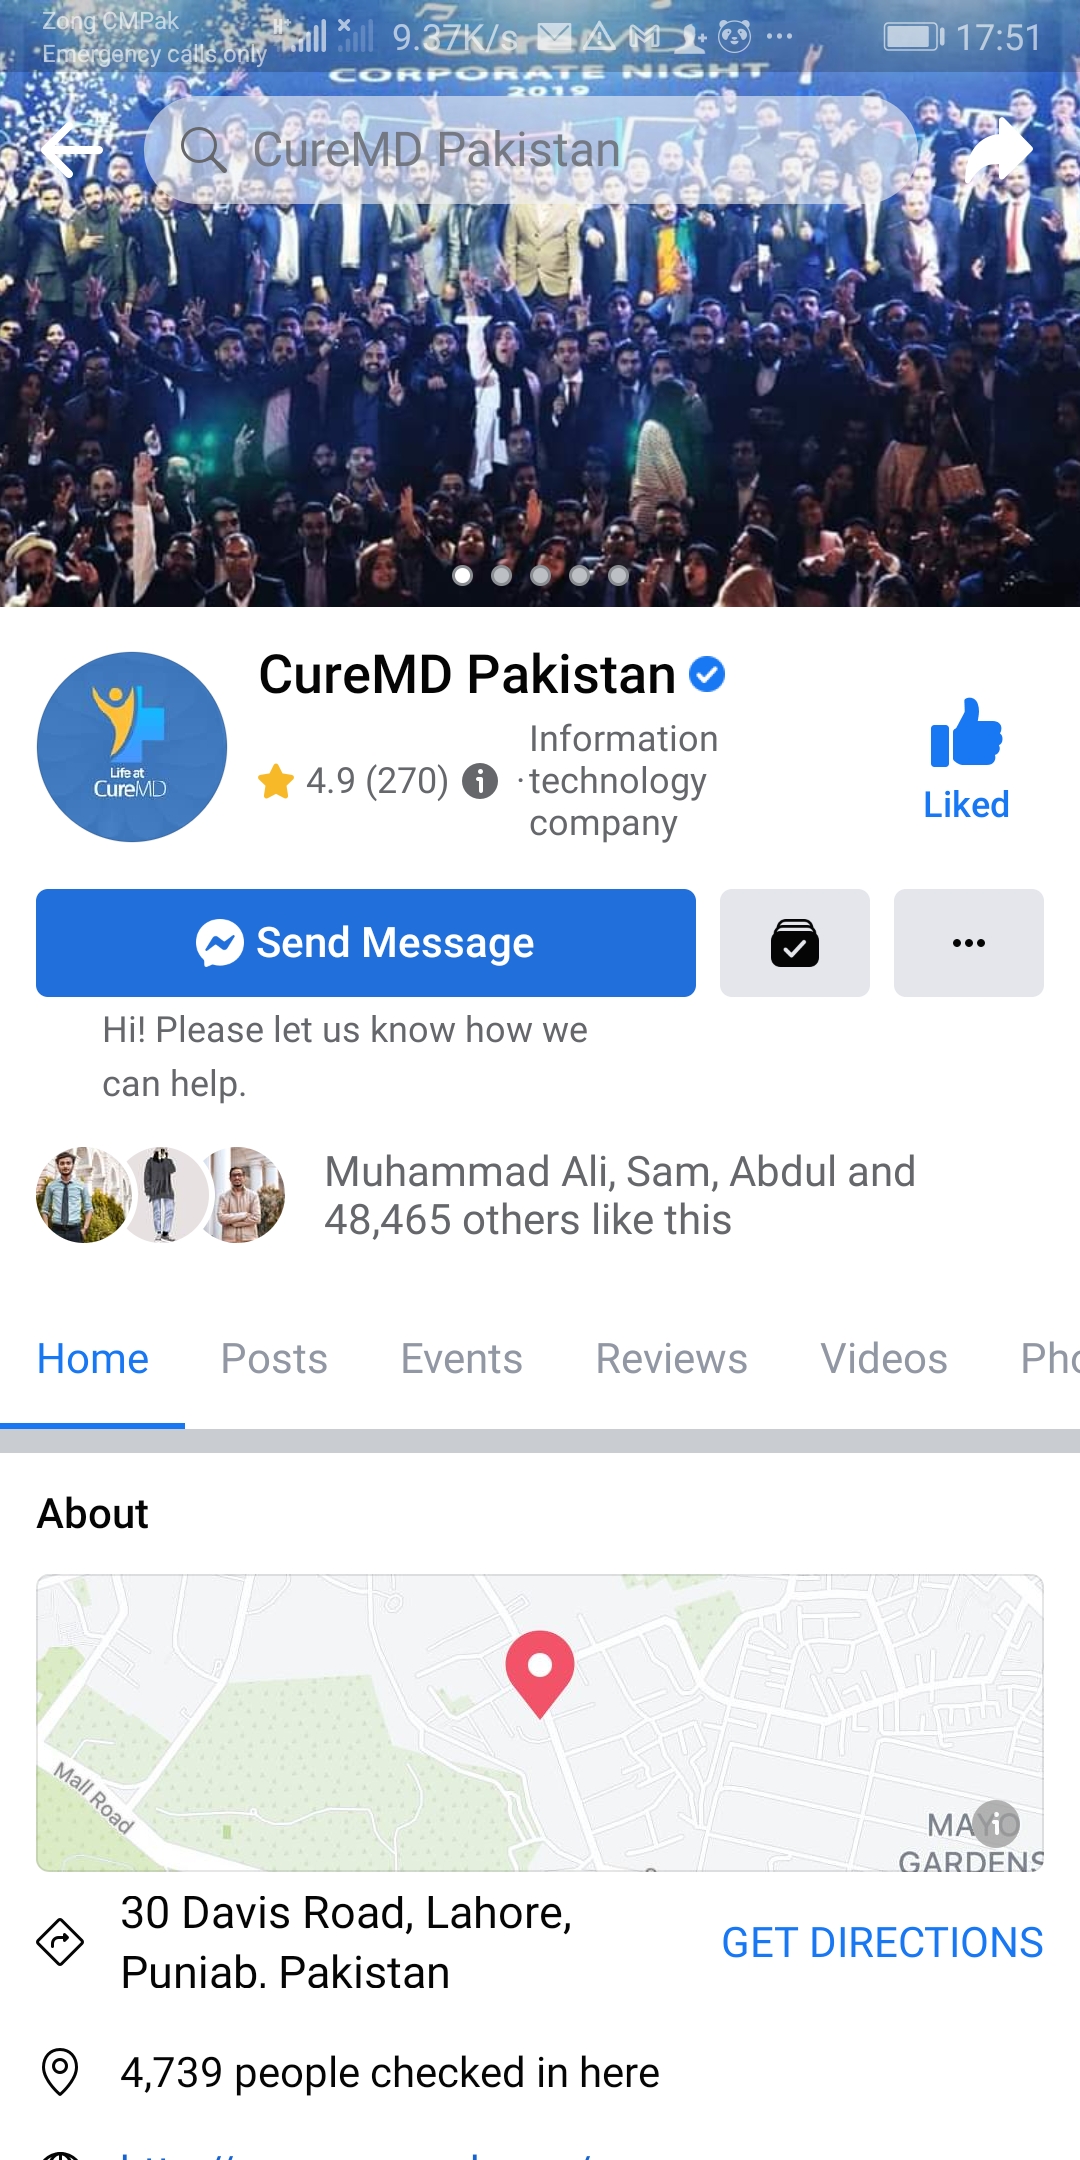 Zong CMPak
Emergency calls only
9.37K/s
17:51
CORPORATE NIGHT
2019
CureMD Pakistan
CureMD Pakistan
Life at
CureMD
4.9 (270)
· Information
technology
company
Liked
Send Message
Hi! Please let us know how we
can help.
Muhammad Ali, Sam, Abdul and
48,465 others like this
Home Posts Events Reviews Videos Pho
About
Mall Road
MAYO
GARDENS
30 Davis Road, Lahore,
Punjab. Pakistan
GET DIRECTIONS
4,739 people checked in here